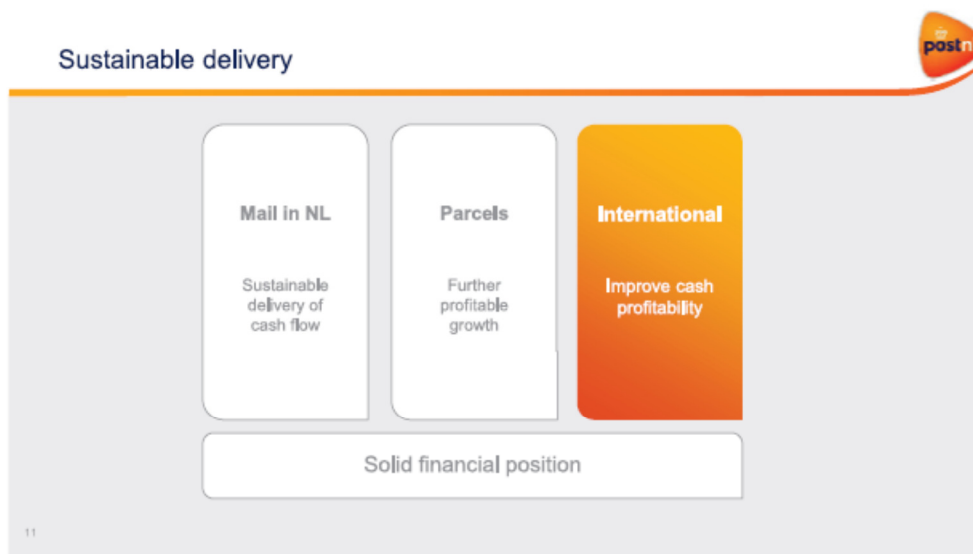 Sustainable delivery
postn
Mail in NL
Sustainable
delivery of
cash flow
Parcels
Further
profitable
growth
International
Improve cash
profitability
Solid financial position
11